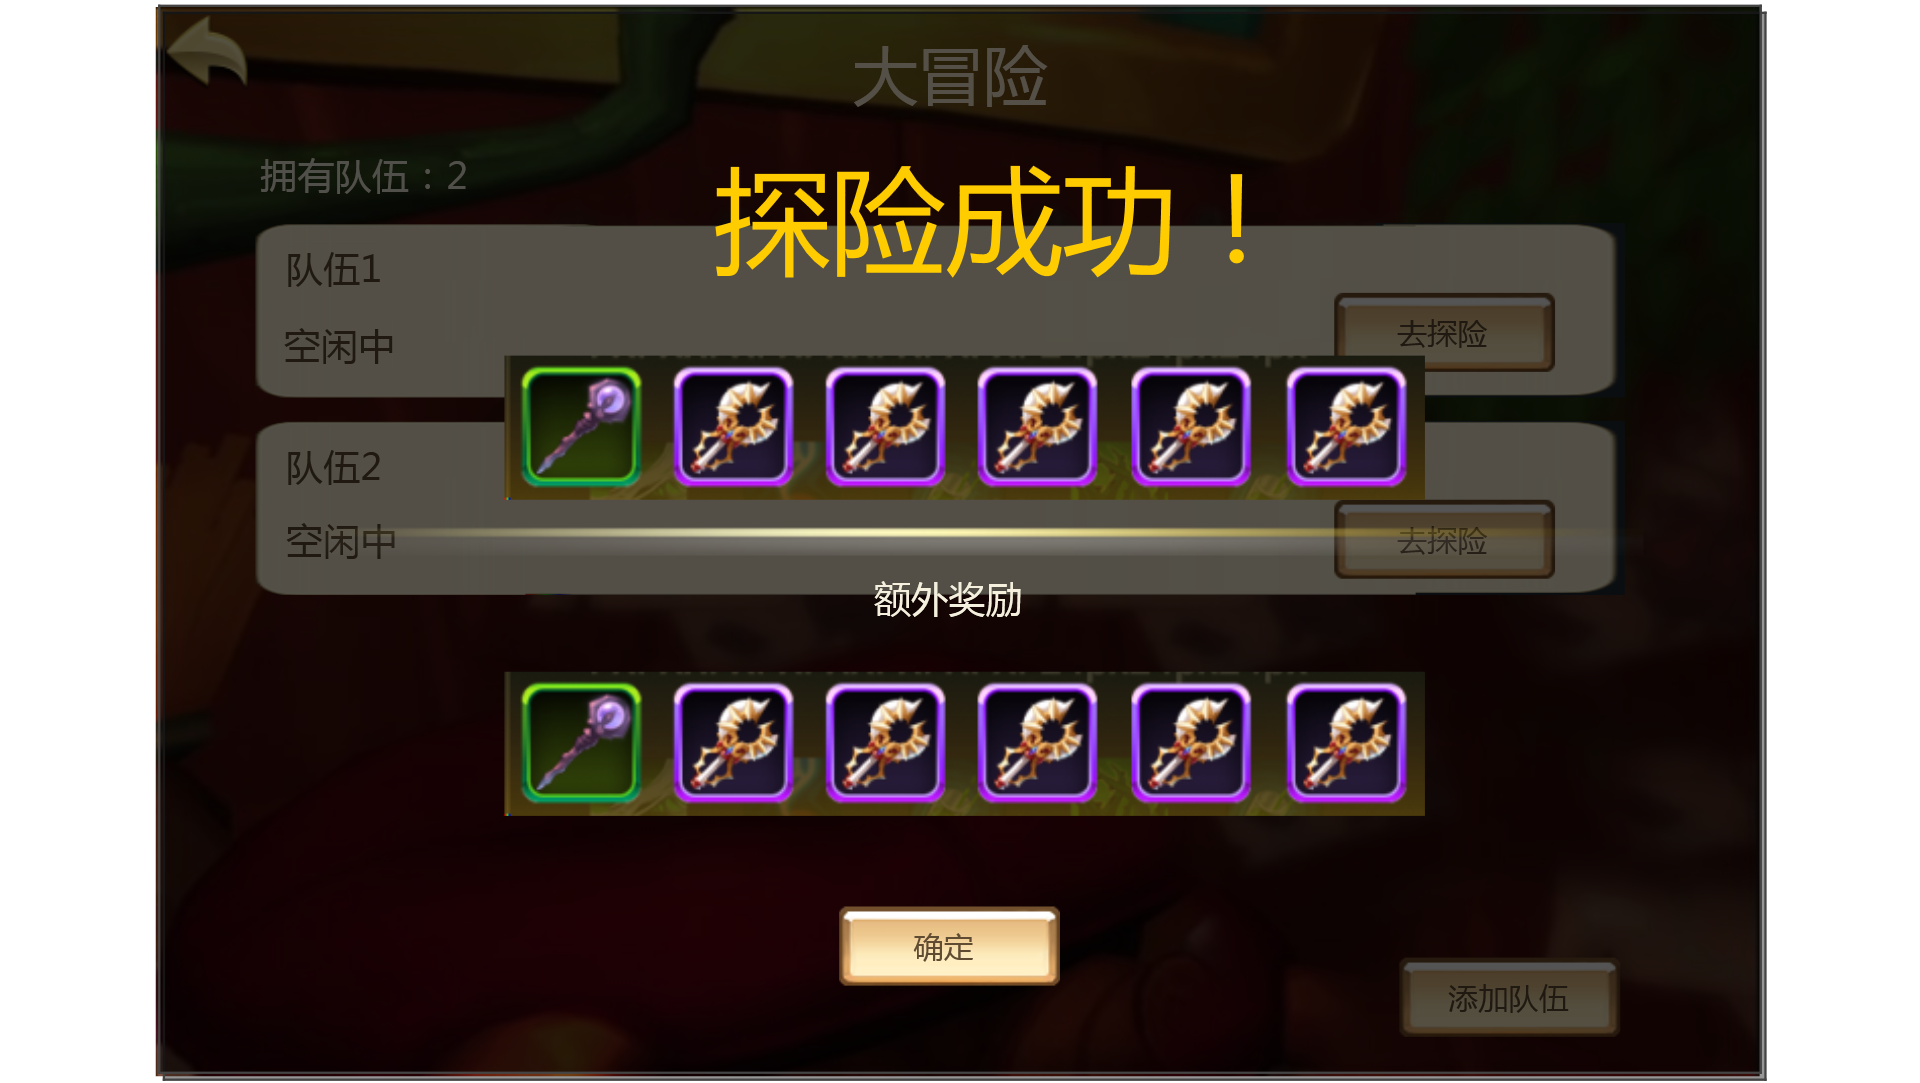 大冒险
拥有队伍：2
探险成功！
队伍1
空闲中
去探险
队伍2
空闲中
去探险
额外奖励
确定
添加队伍